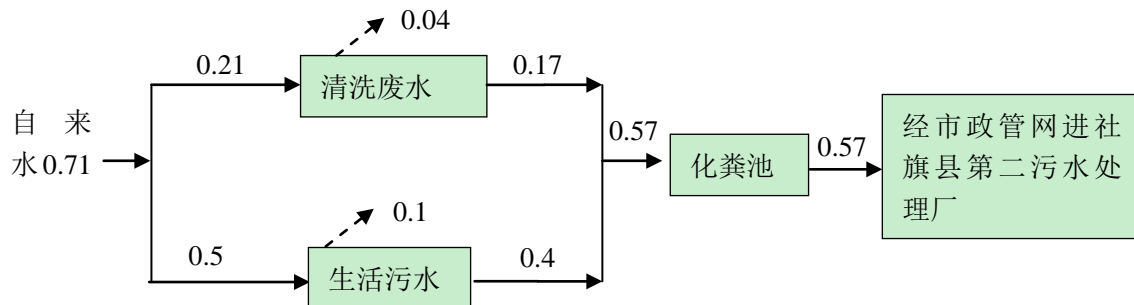 0.04
0.21
清洗废水
0.17
自来
水0.71
0.57
化粪池
0.57
经市政管网进社
旗县第二污水处
理厂
0.1
0.5
生活污水
0.4